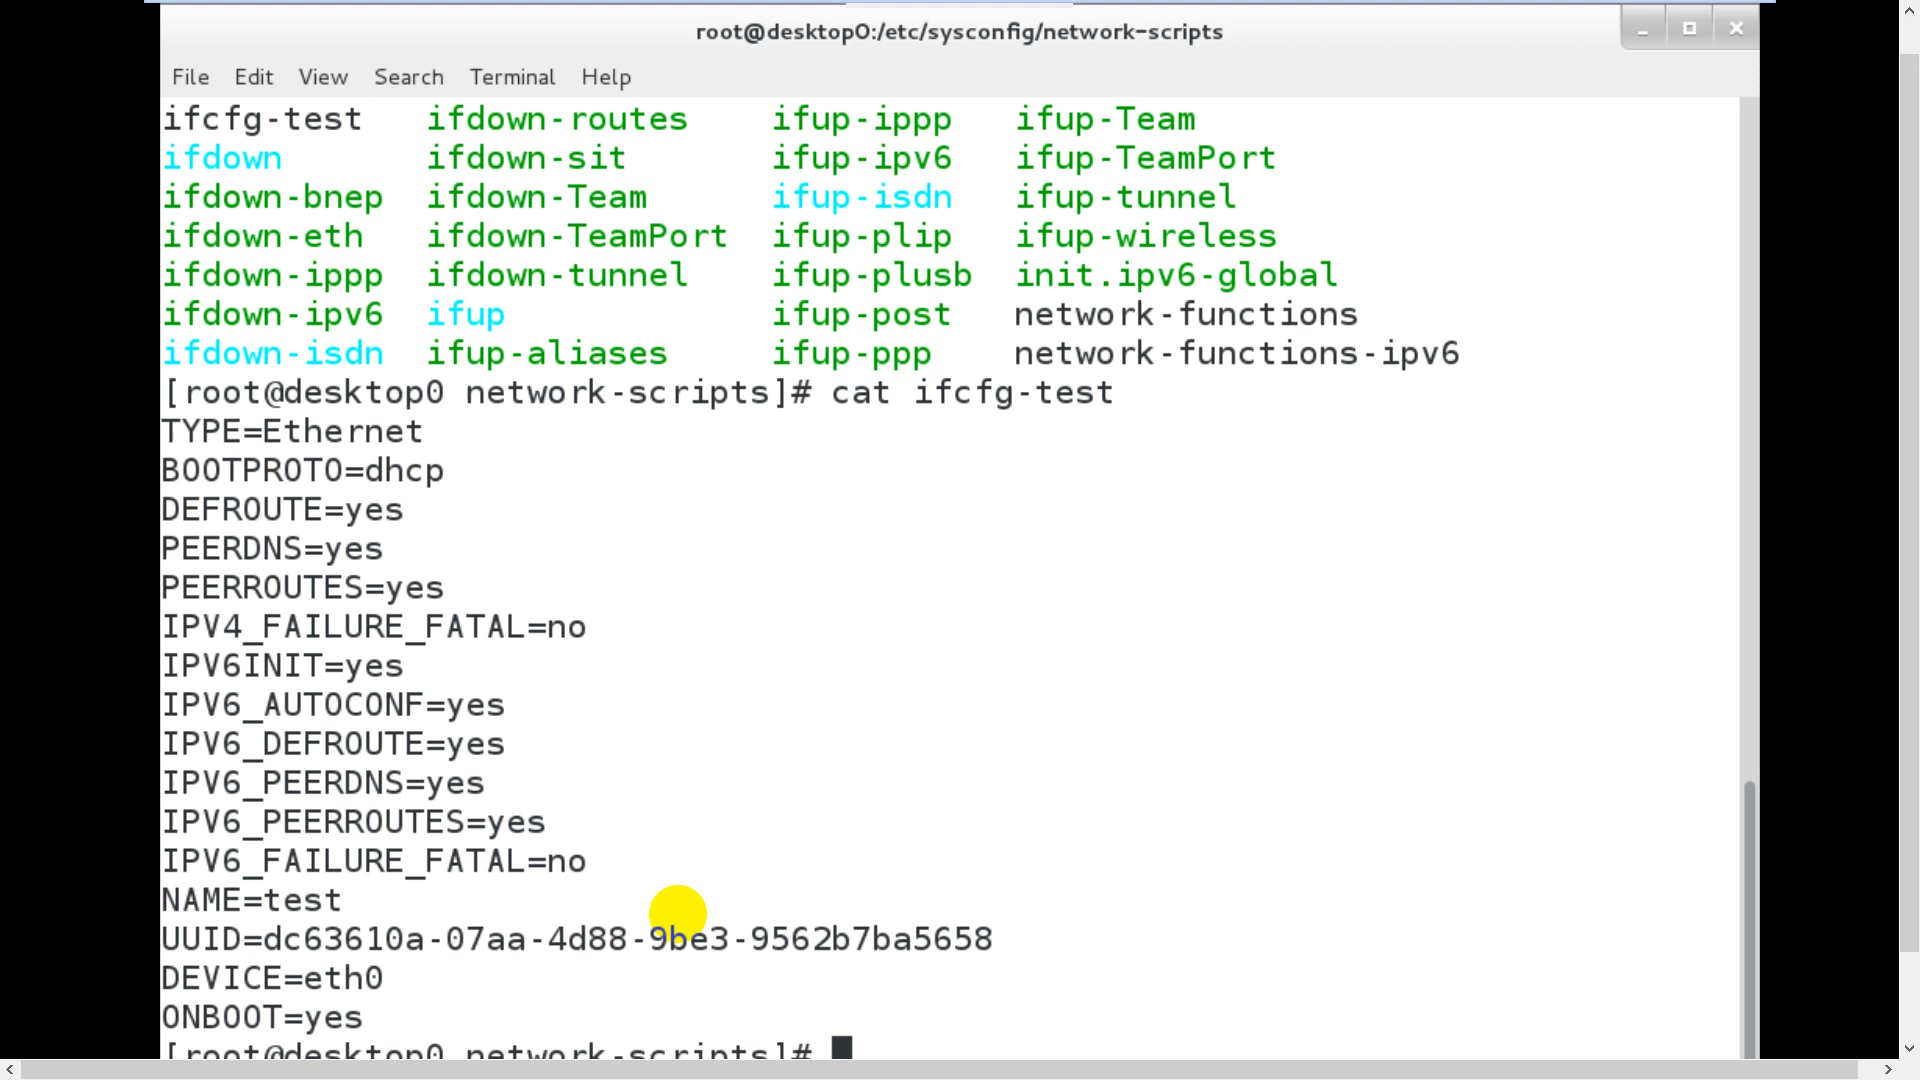 root@desktop0:/etc/sysconfig/network-scripts
File Edit View Search Terminal Help
ifcfg-test ifdown-routes ifup-ippp ifup-Team
ifdown ifdown-sit ifup-ipv6 ifup-TeamPort
ifdown-bnep ifdown-Team ifup-isdn ifup-tunnel
ifdown-eth ifdown-TeamPort ifup-plip ifup-wireless
ifdown-ippp ifdown-tunnel ifup-plusb init.ipv6-global
ifdown-ipv6 ifup ifup-post network-functions
ifdown-isdn ifup-aliases ifup-ppp network-functions-ipv6
[root@desktop0 network-scripts]# cat ifcfg-test
TYPE=Ethernet
BOOTPROTO=dhcp
DEFROUTE=yes
PEERDNS=yes
PEERROUTES=yes
IPV4_FAILURE_FATAL=no
IPV6INIT=yes
IPV6_AUTOCONF=yes
IPV6_DEFROUTE=yes
IPV6_PEERDNS=yes
IPV6_PEERROUTES=yes
IPV6_FAILURE_FATAL=no
NAME=test
UUID=dc63610a-07aa-4d88-9be3-9562b7ba5658
DEVICE=eth0
ONBOOT=yes
[root@desktop0 network-scripts]#